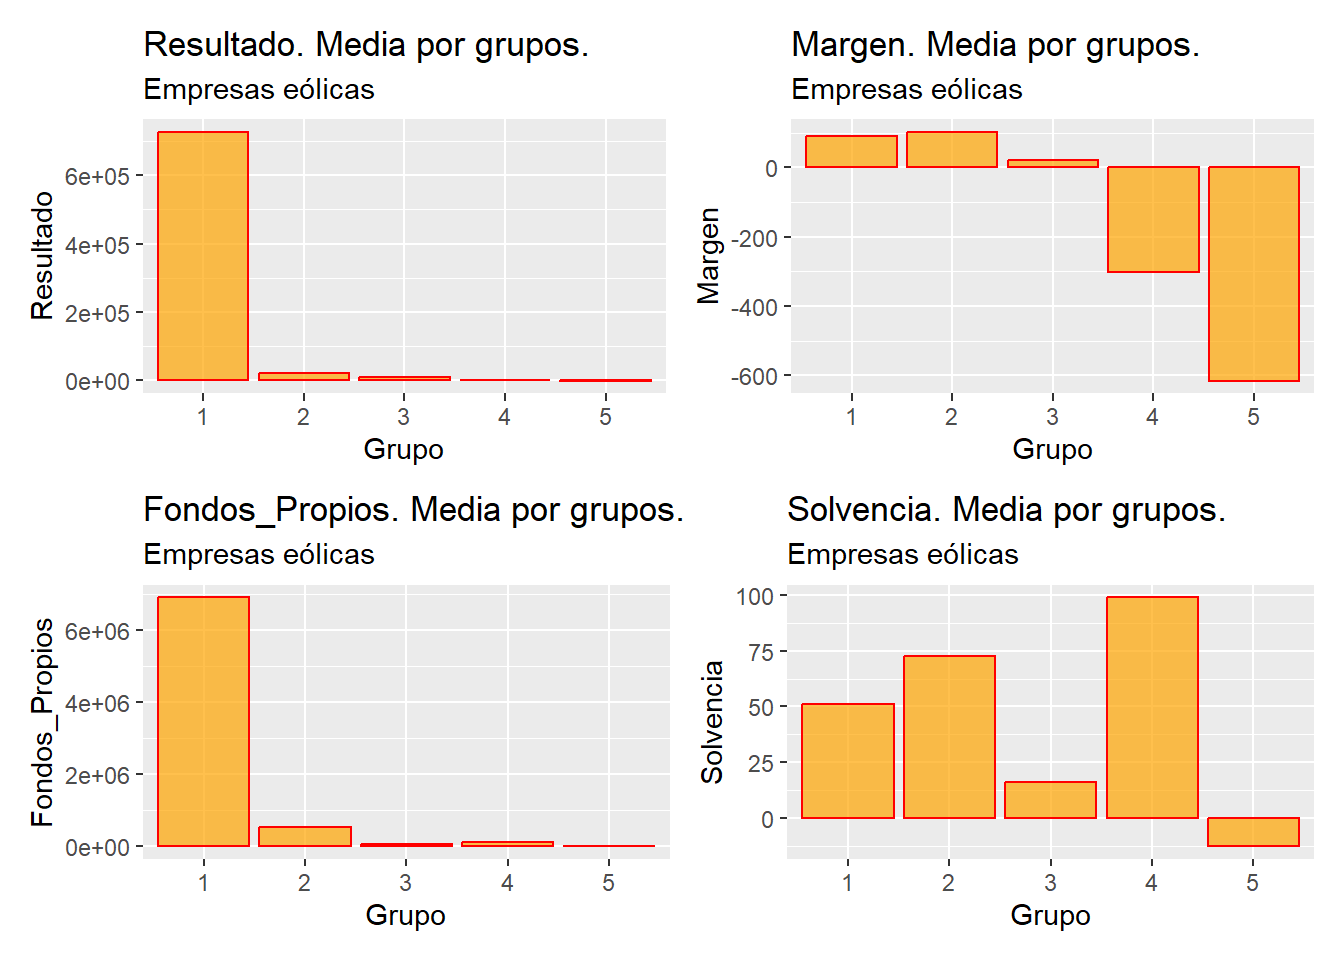 Resultado. Media por grupos.
Empresas eólicas
Resultado
6e+05
4e+05
2e+05
0e+00
1 2 3 4 5
Grupo
Margen. Media por grupos.
Empresas eólicas
Margen
0
-200
-400
-600
1 2 3 4 5
Grupo
Fondos_Propios. Media por grupos.
Empresas eólicas
Fondos_Propios
6e+06
4e+06
2e+06
0e+00
1 2 3 4 5
Grupo
Solvencia. Media por grupos.
Empresas eólicas
Solvencia
100
75
50
25
0
1 2 3 4 5
Grupo